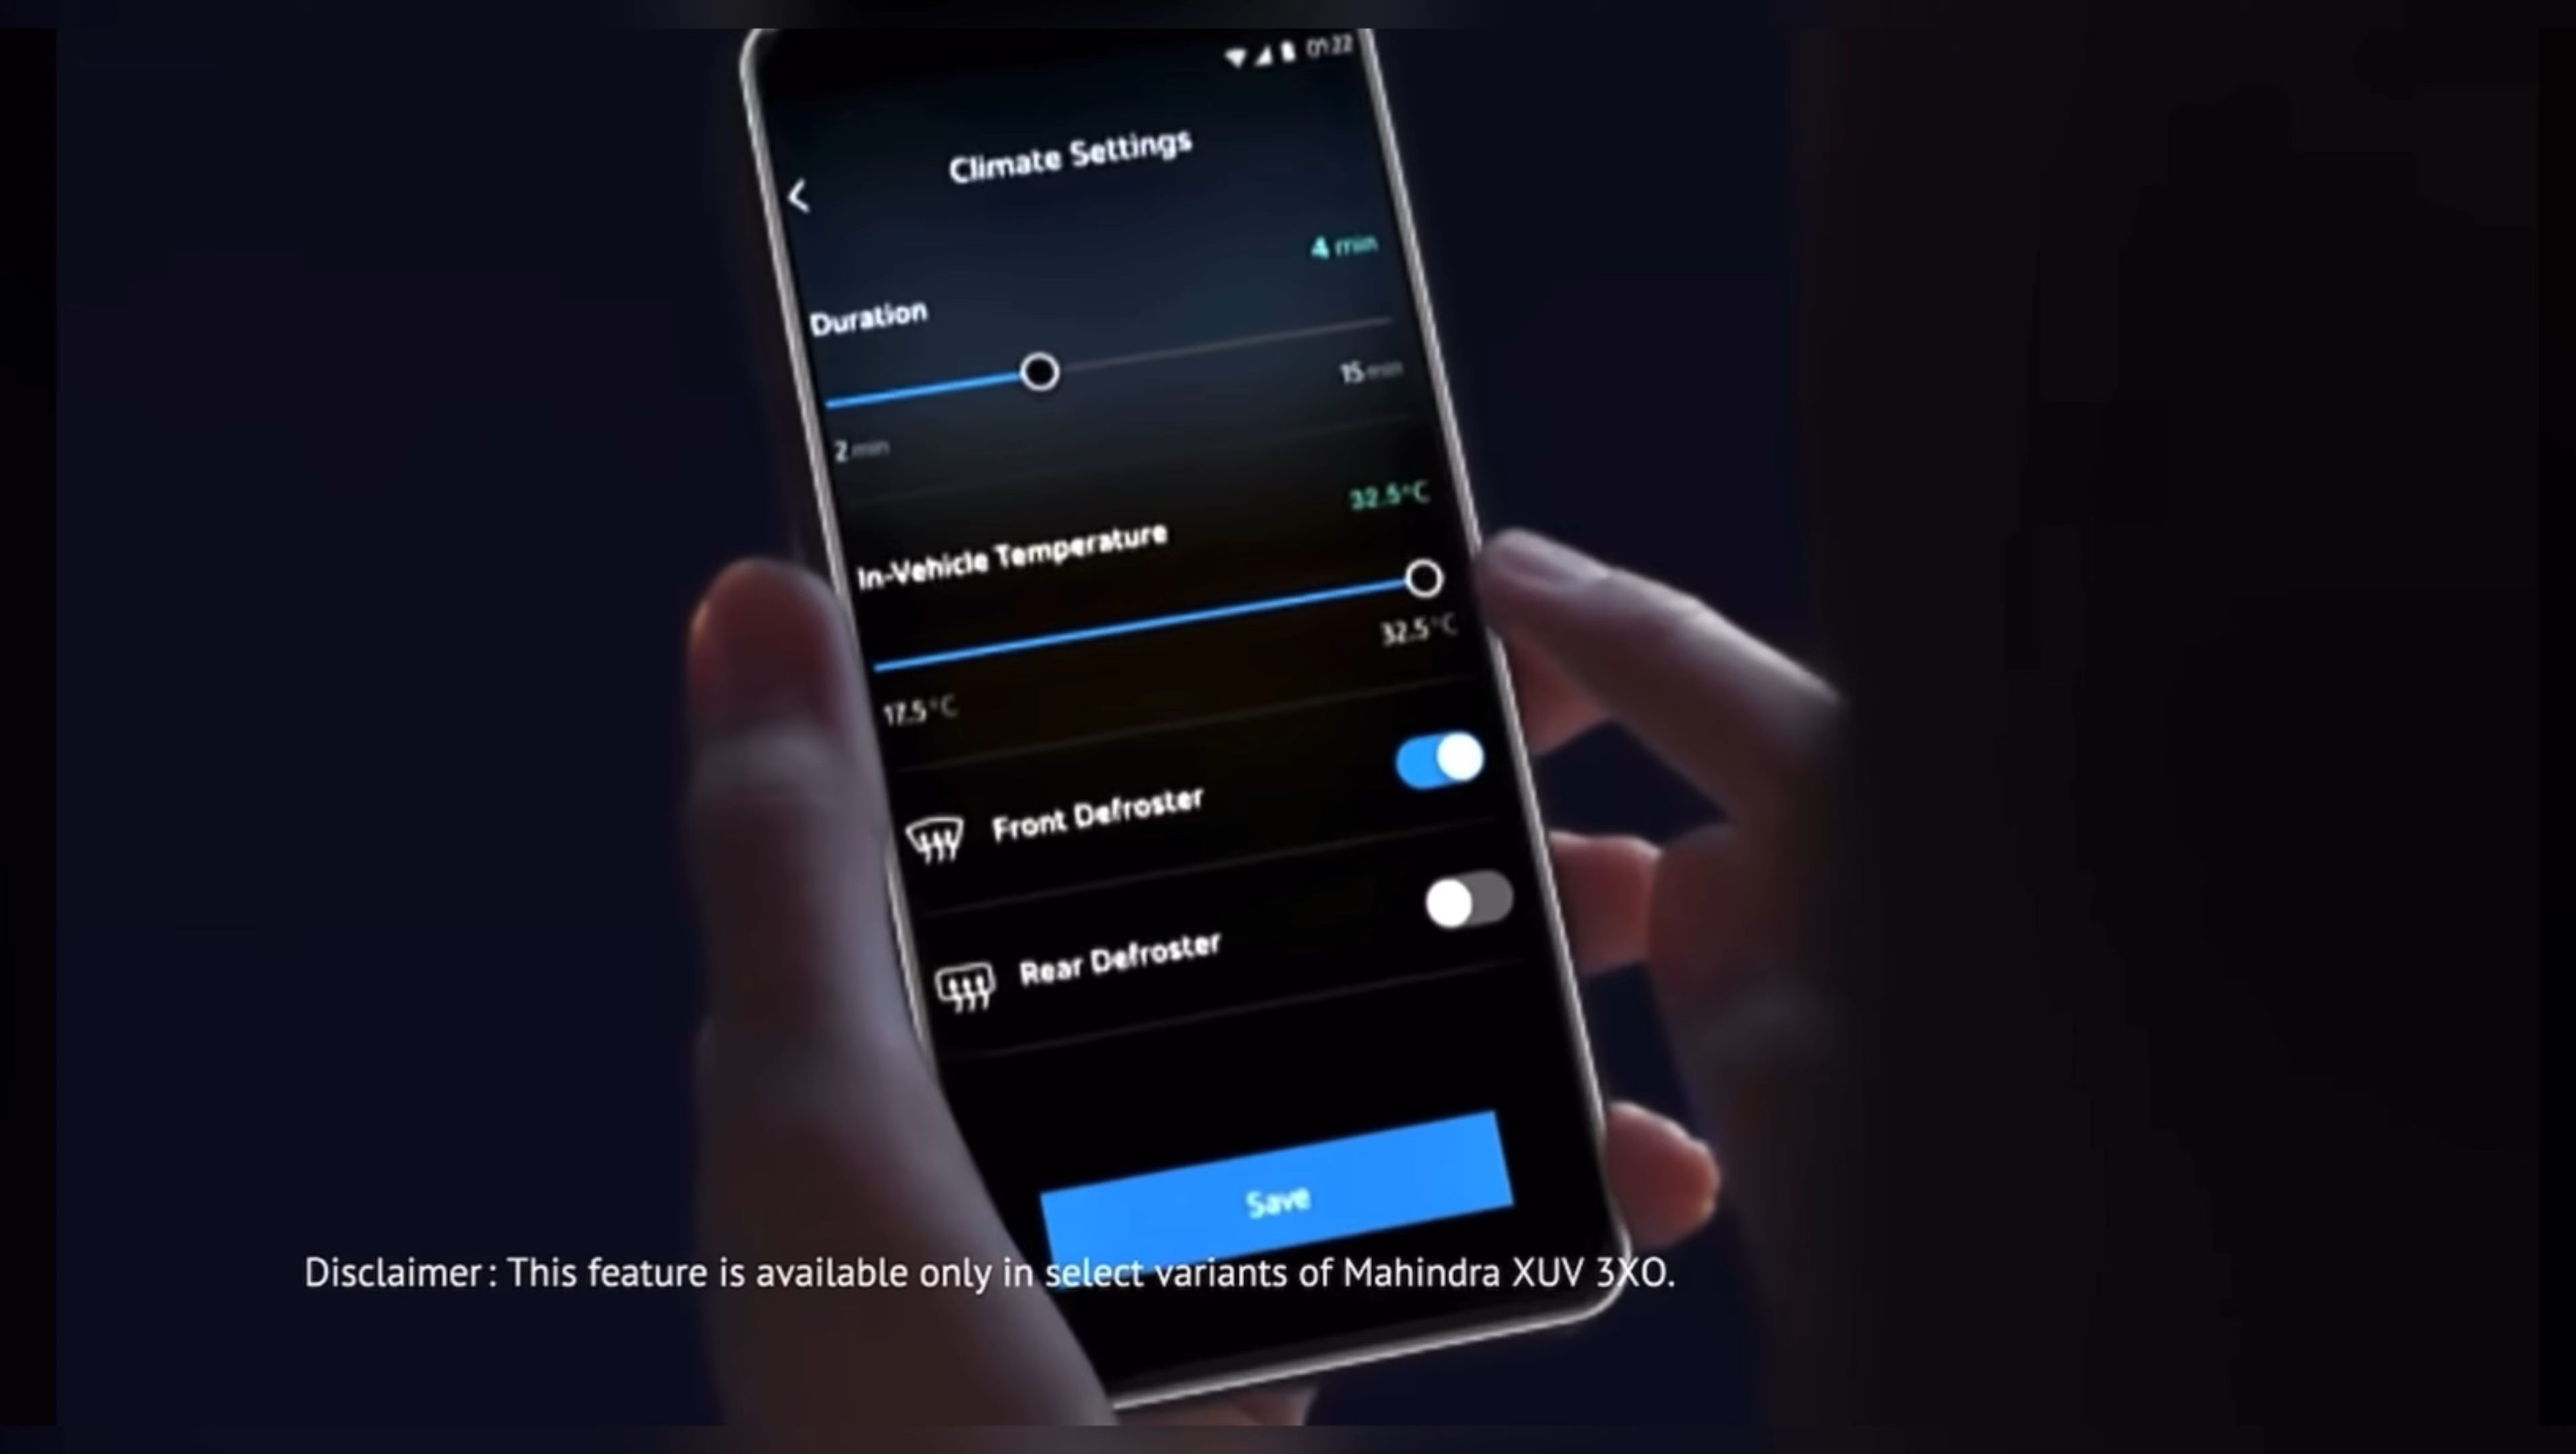 01:22
Climate Settings
4 min
Duration
15 min
2 min
32.5°C
In-Vehicle Temperature
32.5°C
17.5°C
Front Defroster
Rear Defroster
Save
Disclaimer : This feature is available only in select variants of Mahindra XUV 3XO.